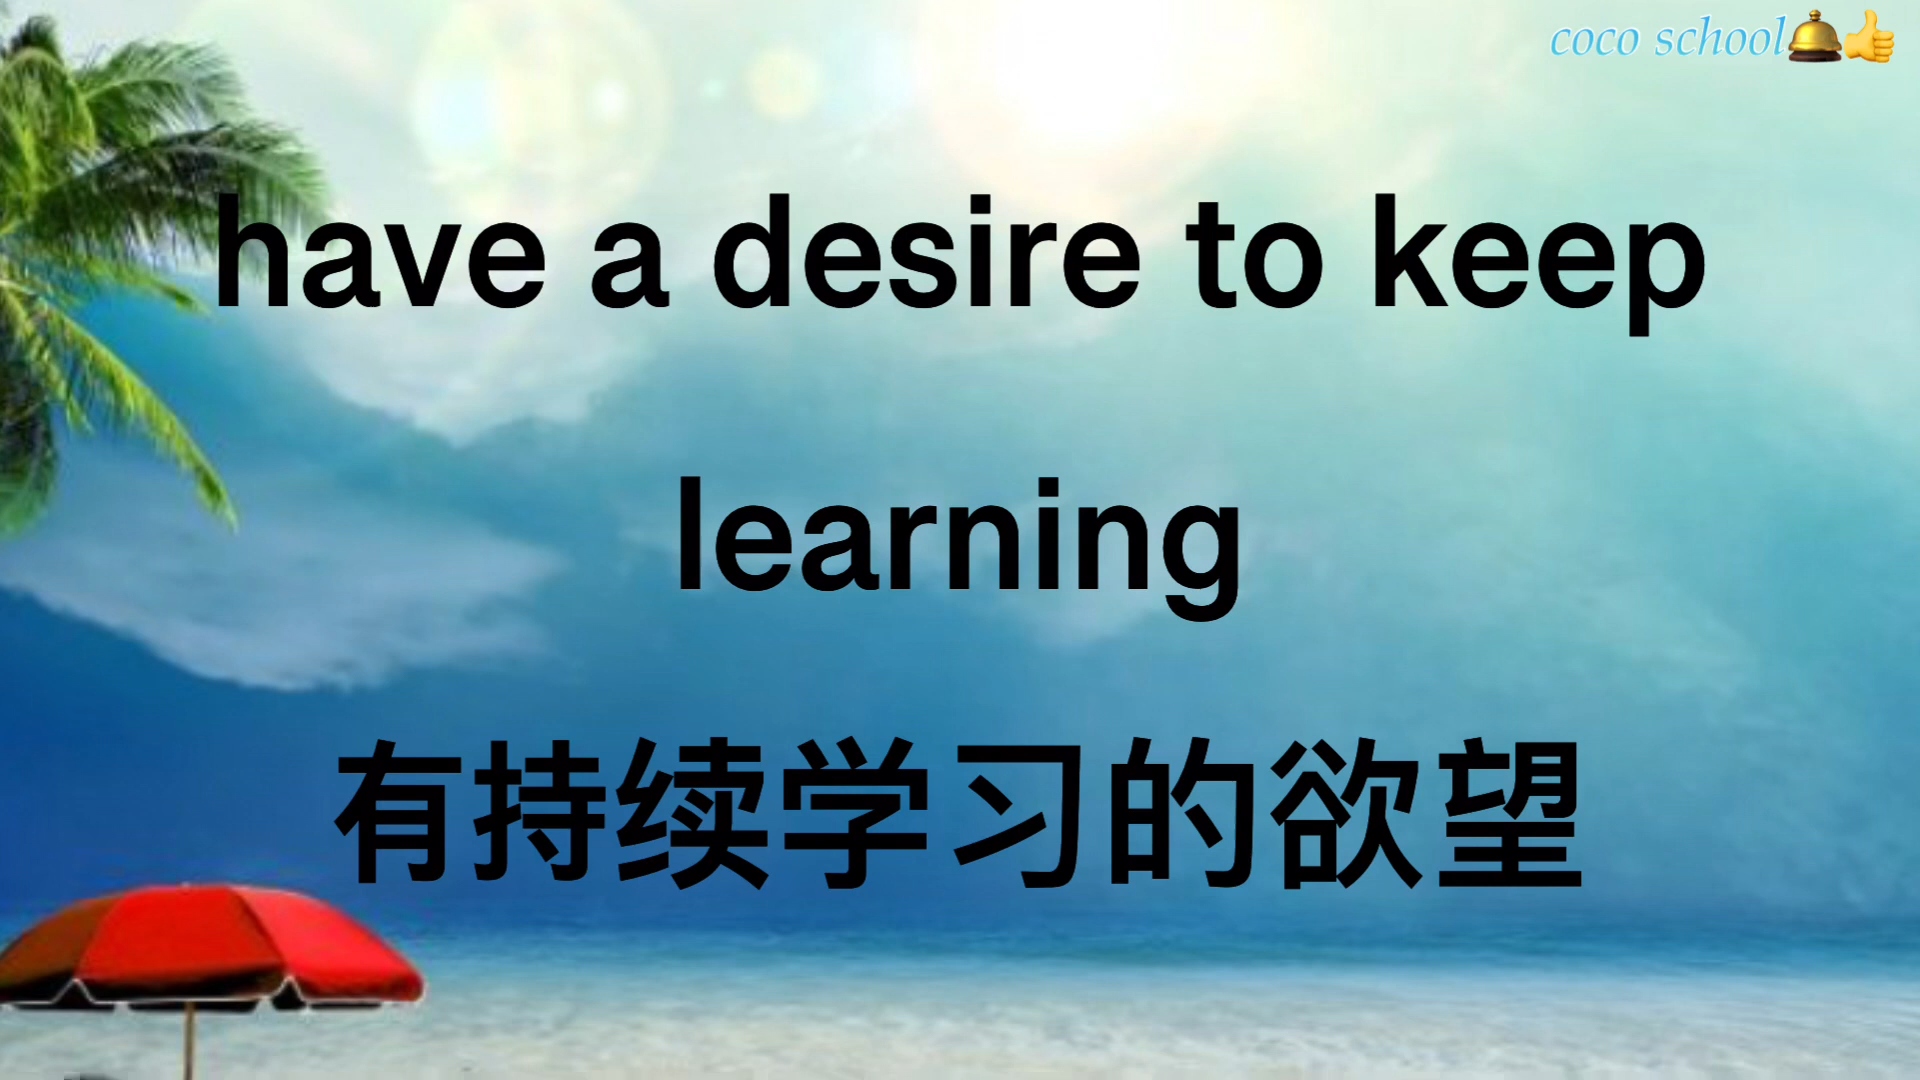 coco school🛎👍
have a desire to keep
learning
有持续学习的欲望